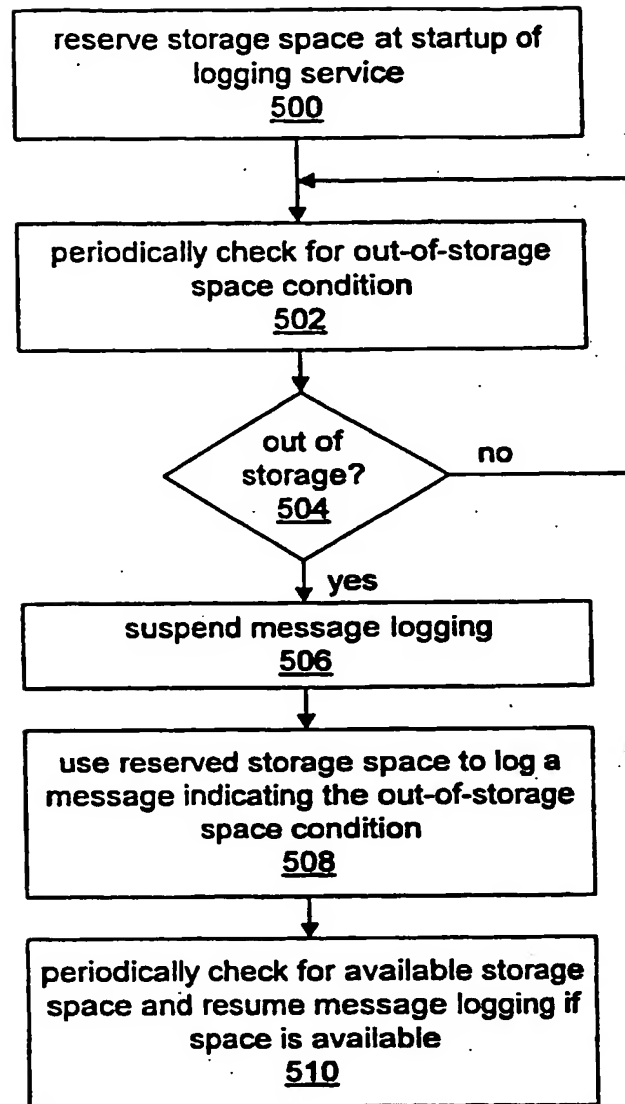 reserve storage space at startup of
logging service
500
periodically check for out-of-storage
space condition
502
out of
storage?
504
no
yes
suspend message logging
506
use reserved storage space to log a
message indicating the out-of-storage
space condition
508
periodically check for available storage
space and resume message logging if
space is available
510